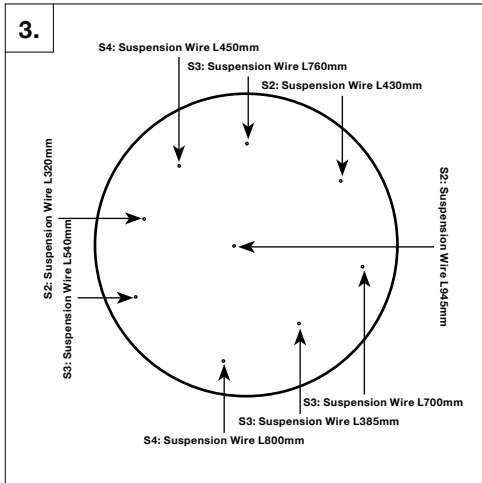 3.
S4: Suspension Wire L450mm
S3: Suspension Wire L760mm
S2: Suspension Wire L430mm
S2: Suspension Wire L320mm
S3: Suspension Wire L540mm
S2: Suspension Wire L945mm
S3: Suspension Wire L700mm
S3: Suspension Wire L385mm
S4: Suspension Wire L800mm